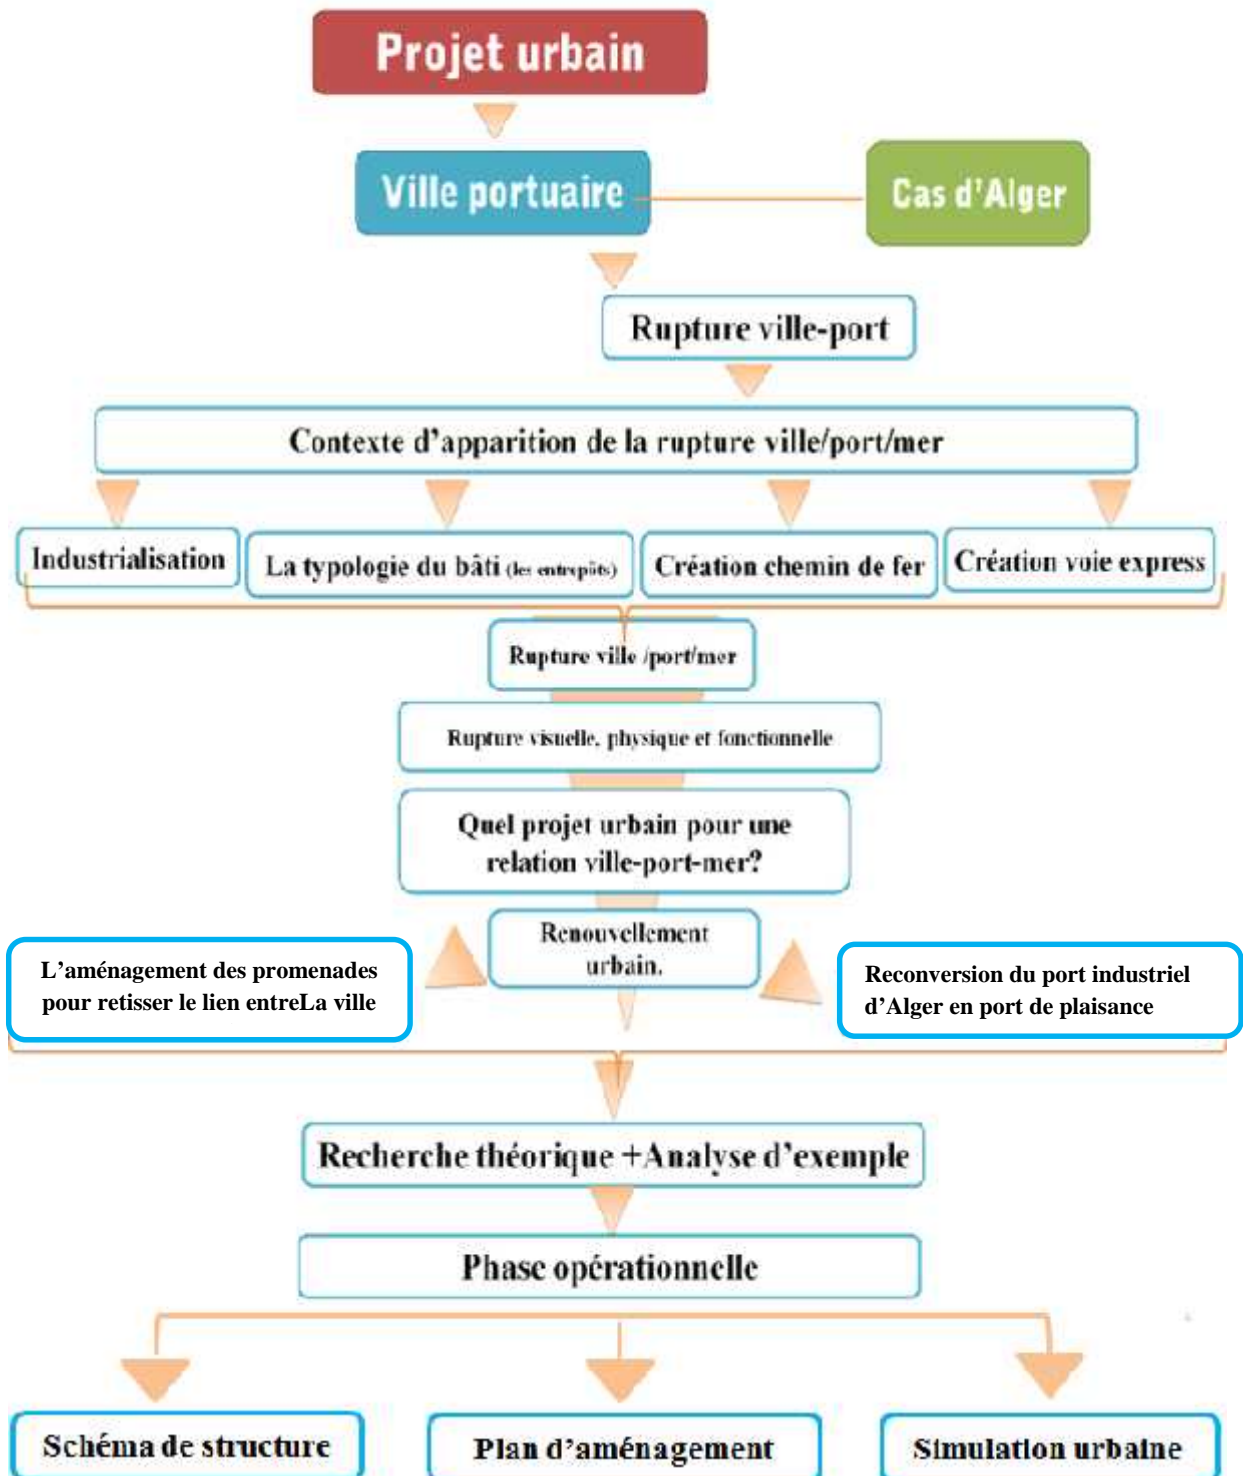 Projet urbain
Ville portuaire
Cas d'Alger
Rupture ville-port
Contexte d'apparition de la rupture ville/port/mer
Industrialisation
La typologie du bâti (les entrepôts)
Création chemin de fer
Création voie express
Rupture ville /port/mer
Rupture visuelle, physique et fonctionnelle
Quel projet urbain pour une
relation ville-port-mer?
Renouvellement
urbain.
L'aménagement des promenades
pour retisser le lien entreLa ville
Reconversion du port industriel
d'Alger en port de plaisance
Recherche théorique +Analyse d'exemple
Phase opérationnelle
Schéma de structure
Plan d'aménagement
Simulation urbaine